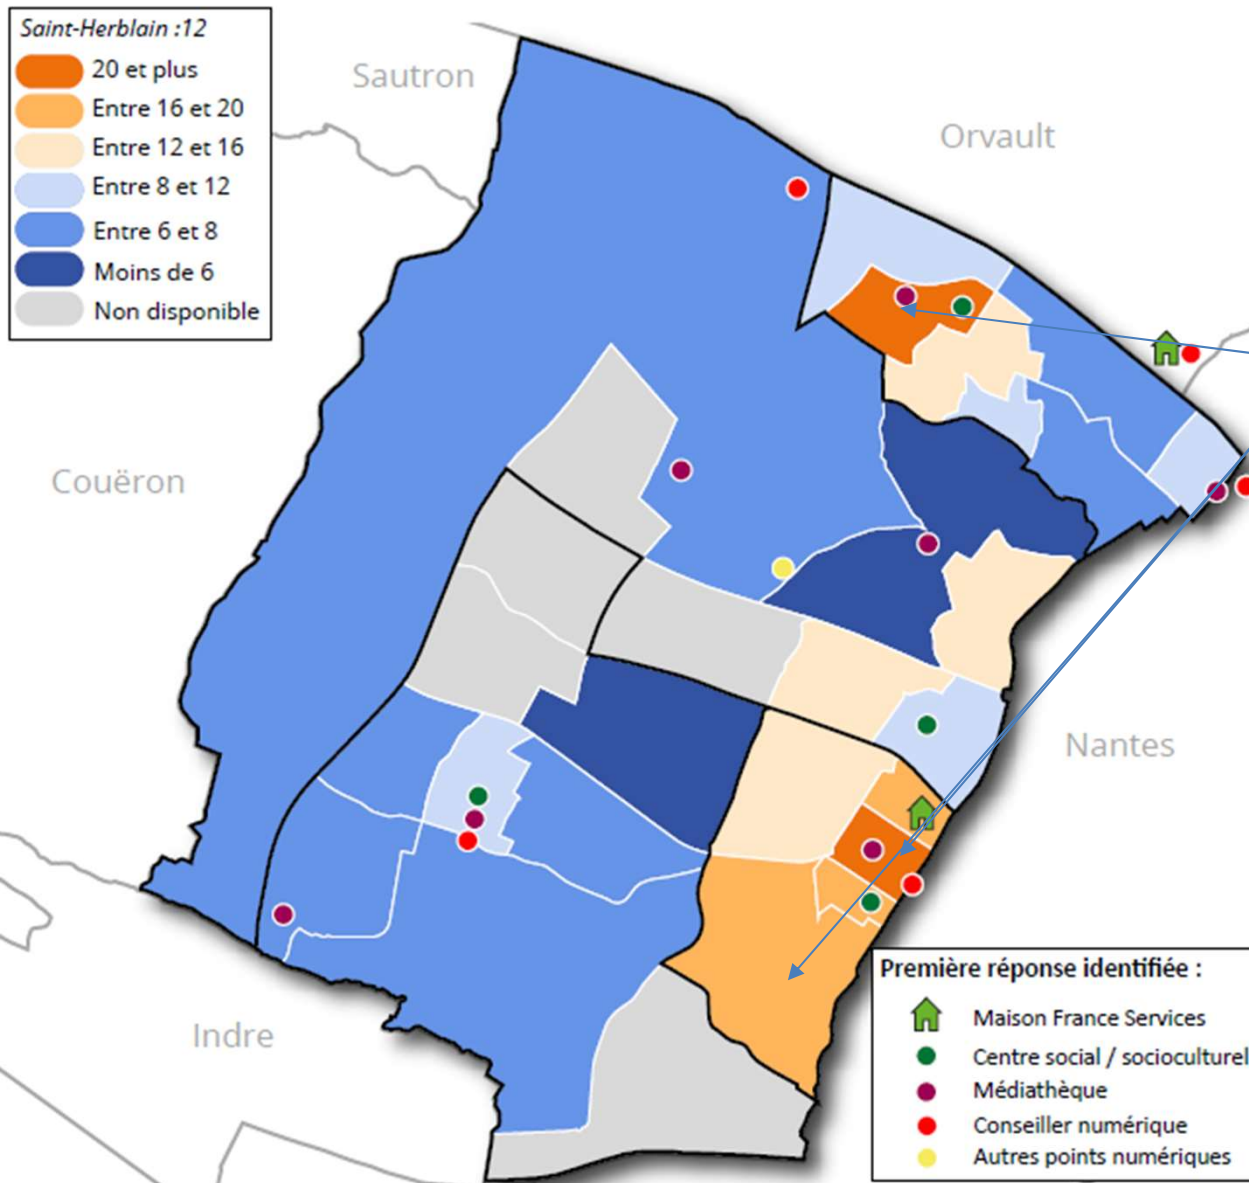 Saint-Herblain :12
20 et plus
Entre 16 et 20
Entre 12 et 16
Entre 8 et 12
Entre 6 et 8
Moins de 6
Non disponible
Sautron
Orvault
Couëron
Nantes
Indre
Première réponse identifiée :
Maison France Services
Centre social / socioculturel
Médiathèque
Conseiller numérique
Autres points numériques